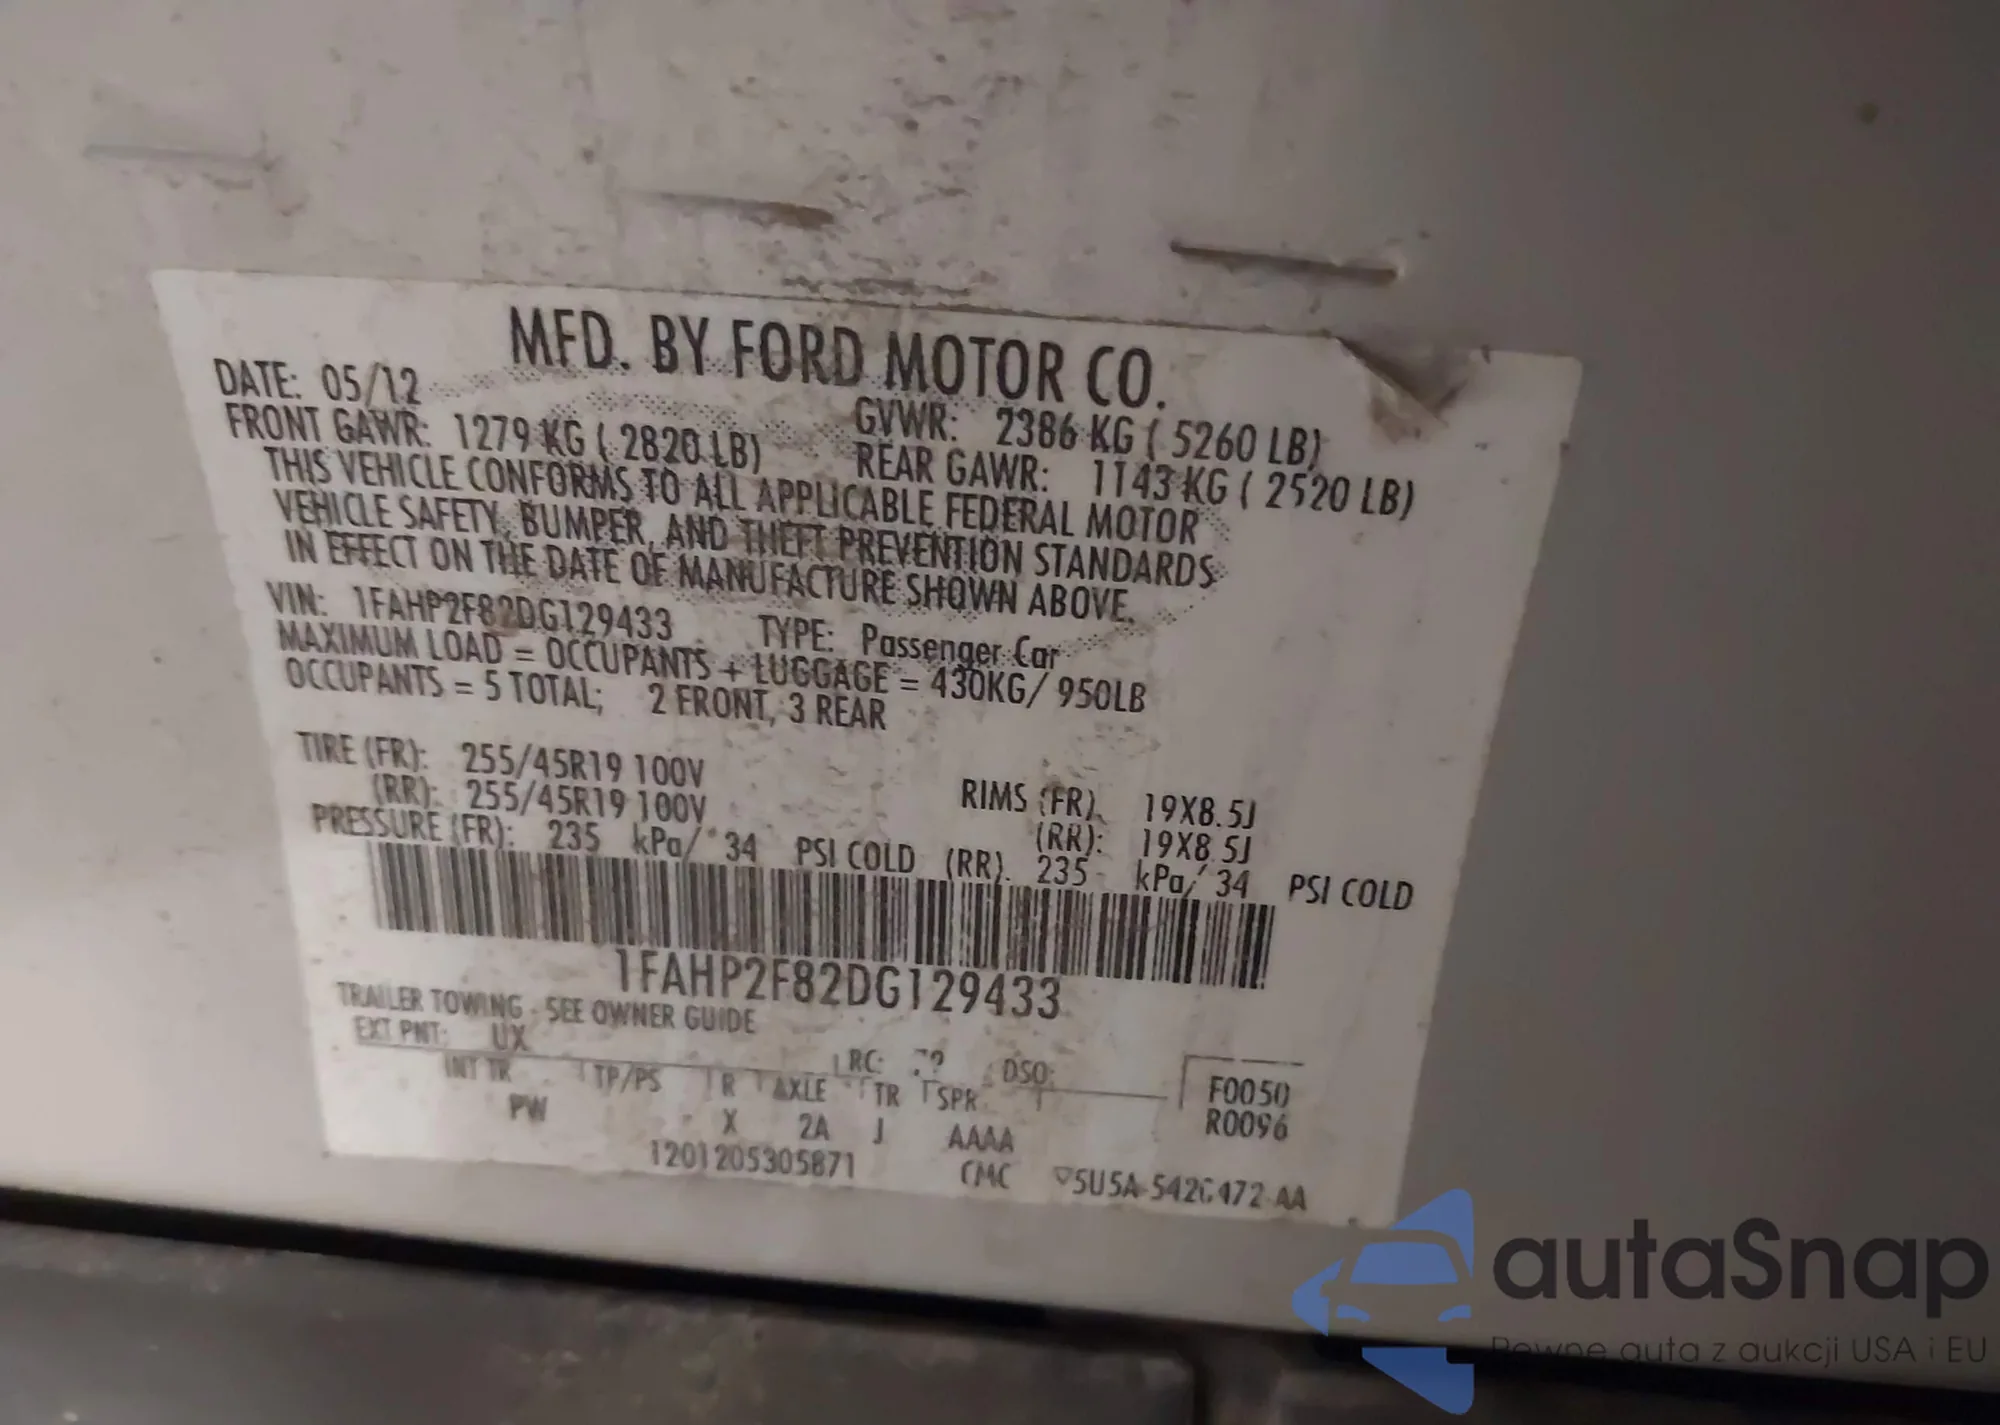 MFD. BY FORD MOTOR CO.
DATE: 05/12 GVWR: 2386 KG ( 5260 LB)
FRONT GAWR: 1279 KG ( 2820 LB) REAR GAWR: 1143 KG ( 2520 LB)
THIS VEHICLE CONFORMS TO ALL APPLICABLE FEDERAL MOTOR
VEHICLE SAFETY, BUMPER, AND THEFT PREVENTION STANDARDS
IN EFFECT ON THE DATE OF MANUFACTURE SHOWN ABOVE.
VIN: 1FAHP2F82DG129433 TYPE: Passenger Car
MAXIMUM LOAD = OCCUPANTS + LUGGAGE = 430KG/ 950LB
OCCUPANTS = 5 TOTAL; 2 FRONT, 3 REAR
TIRE (FR): 255/45R19 100V RIMS (FR). 19X8.5J
(RR): 255/45R19 100V (RR): 19X8.5J
PRESSURE (FR): 235 kPa/ 34 PSI COLD (RR). 235 kPa/ 34 PSI COLD
1FAHP2F82DG129433
TRAILER TOWING - SEE OWNER GUIDE
EXT PNT: UX RC: DSO: F0050
INT TR TP/PS R AXLE TR SPR R0096
PW X 2A J AAAA
1201205305871 CMC
autaSnap
Pewne auta z aukcji USA i EU